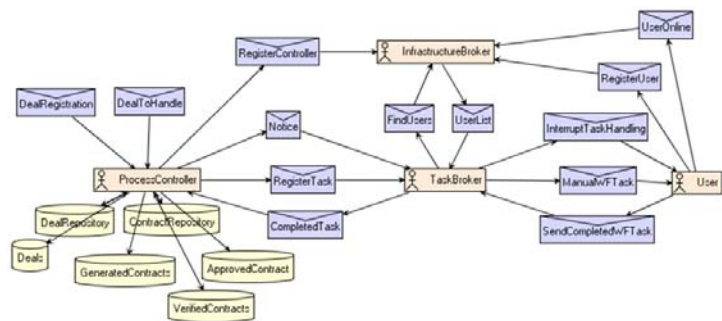 UserOnline
RegisterController
InfrastructureBroker
RegisterUser
DealRegistration
DealToHandle
Notice
FindUsers
UserList
InterruptTaskHandling
ProcessController
RegisterTask
TaskBroker
ManualWFTask
User
DealRepository
ContractRepository
CompletedTask
SendCompletedWFTask
Deals
GeneratedContracts
ApprovedContract
VerifiedContracts